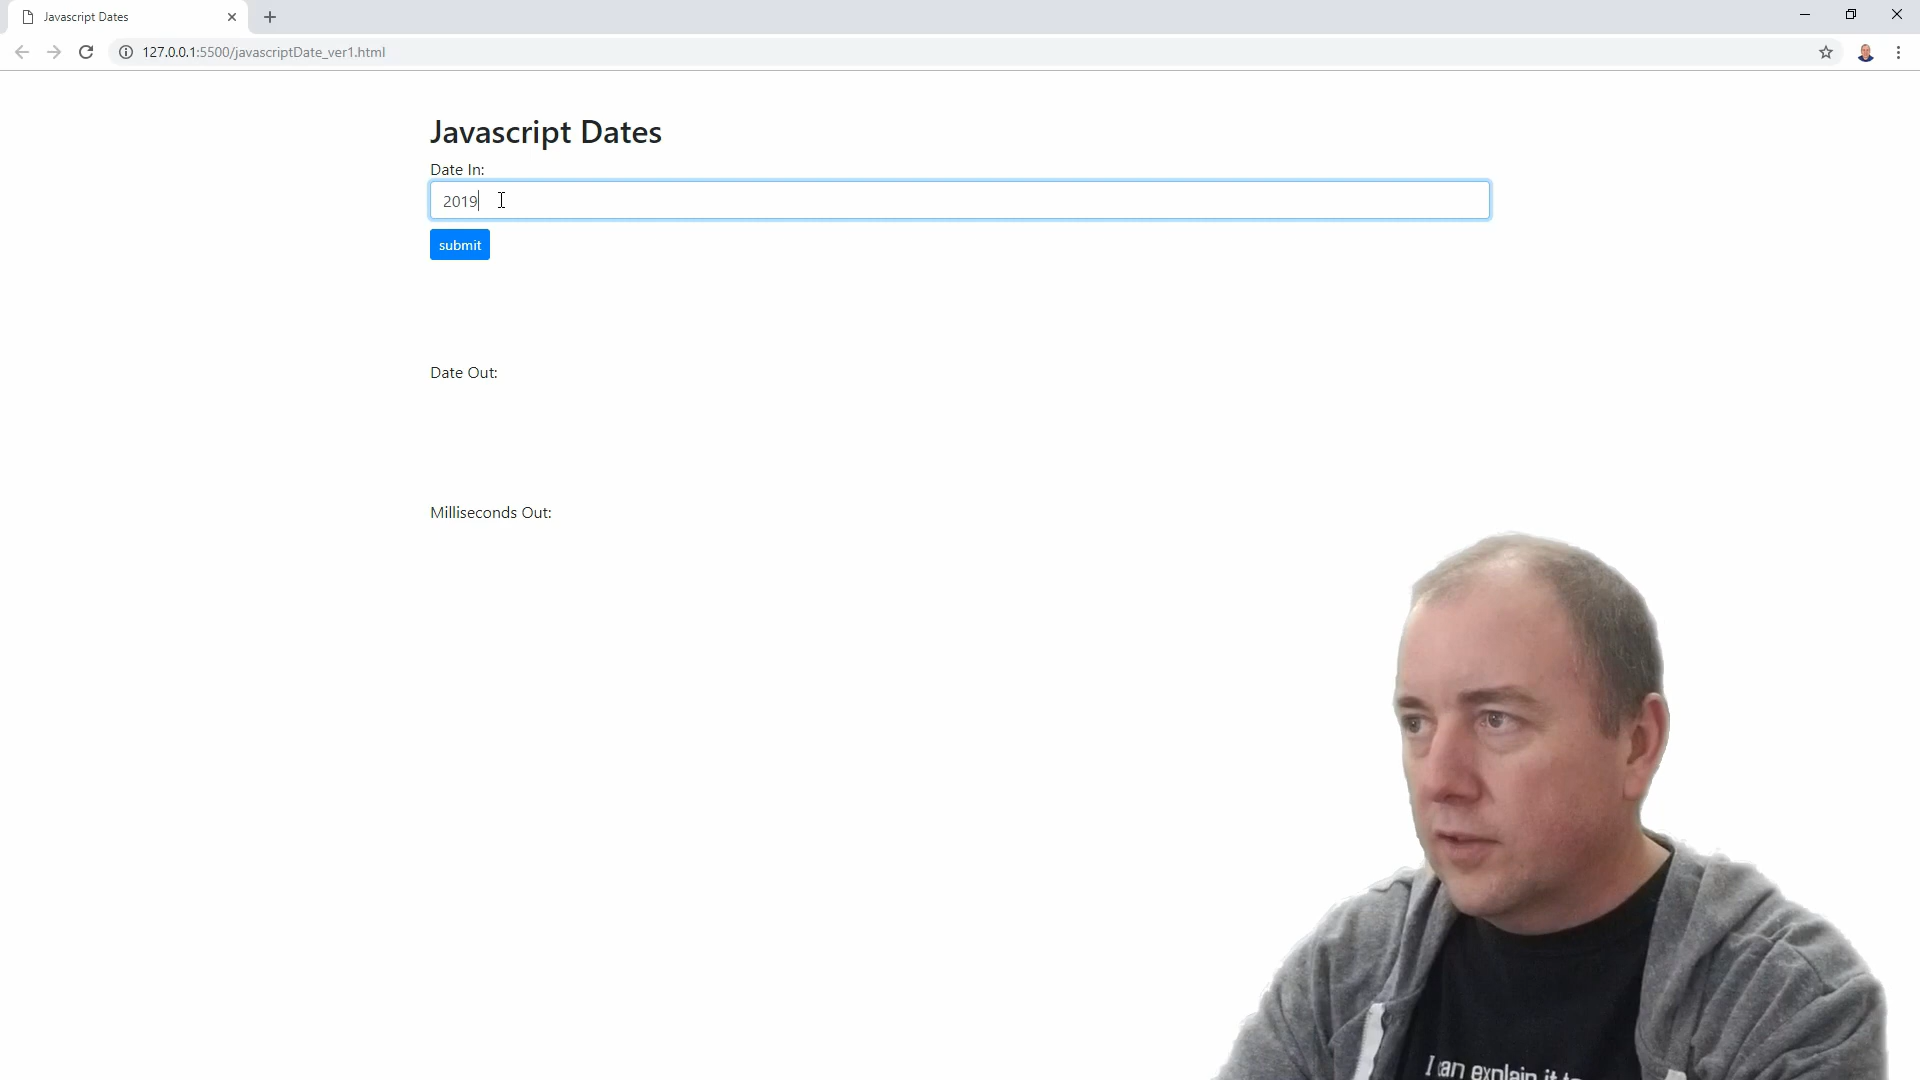 Javascript Dates
127.0.0.1:5500/javascriptDate_ver1.html
Javascript Dates
Date In:
2019
submit
Date Out:
Milliseconds Out:
I can explain it to